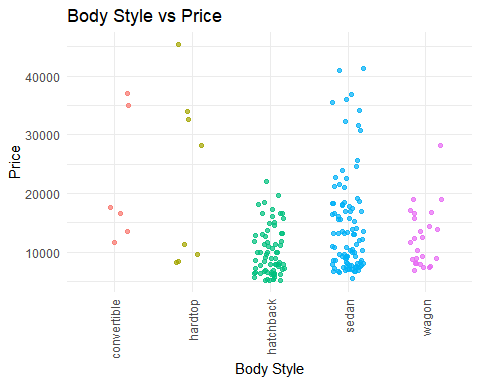 Body Style vs Price
Price
40000
30000
20000
10000
convertible
hardtop
hatchback
sedan
wagon
Body Style